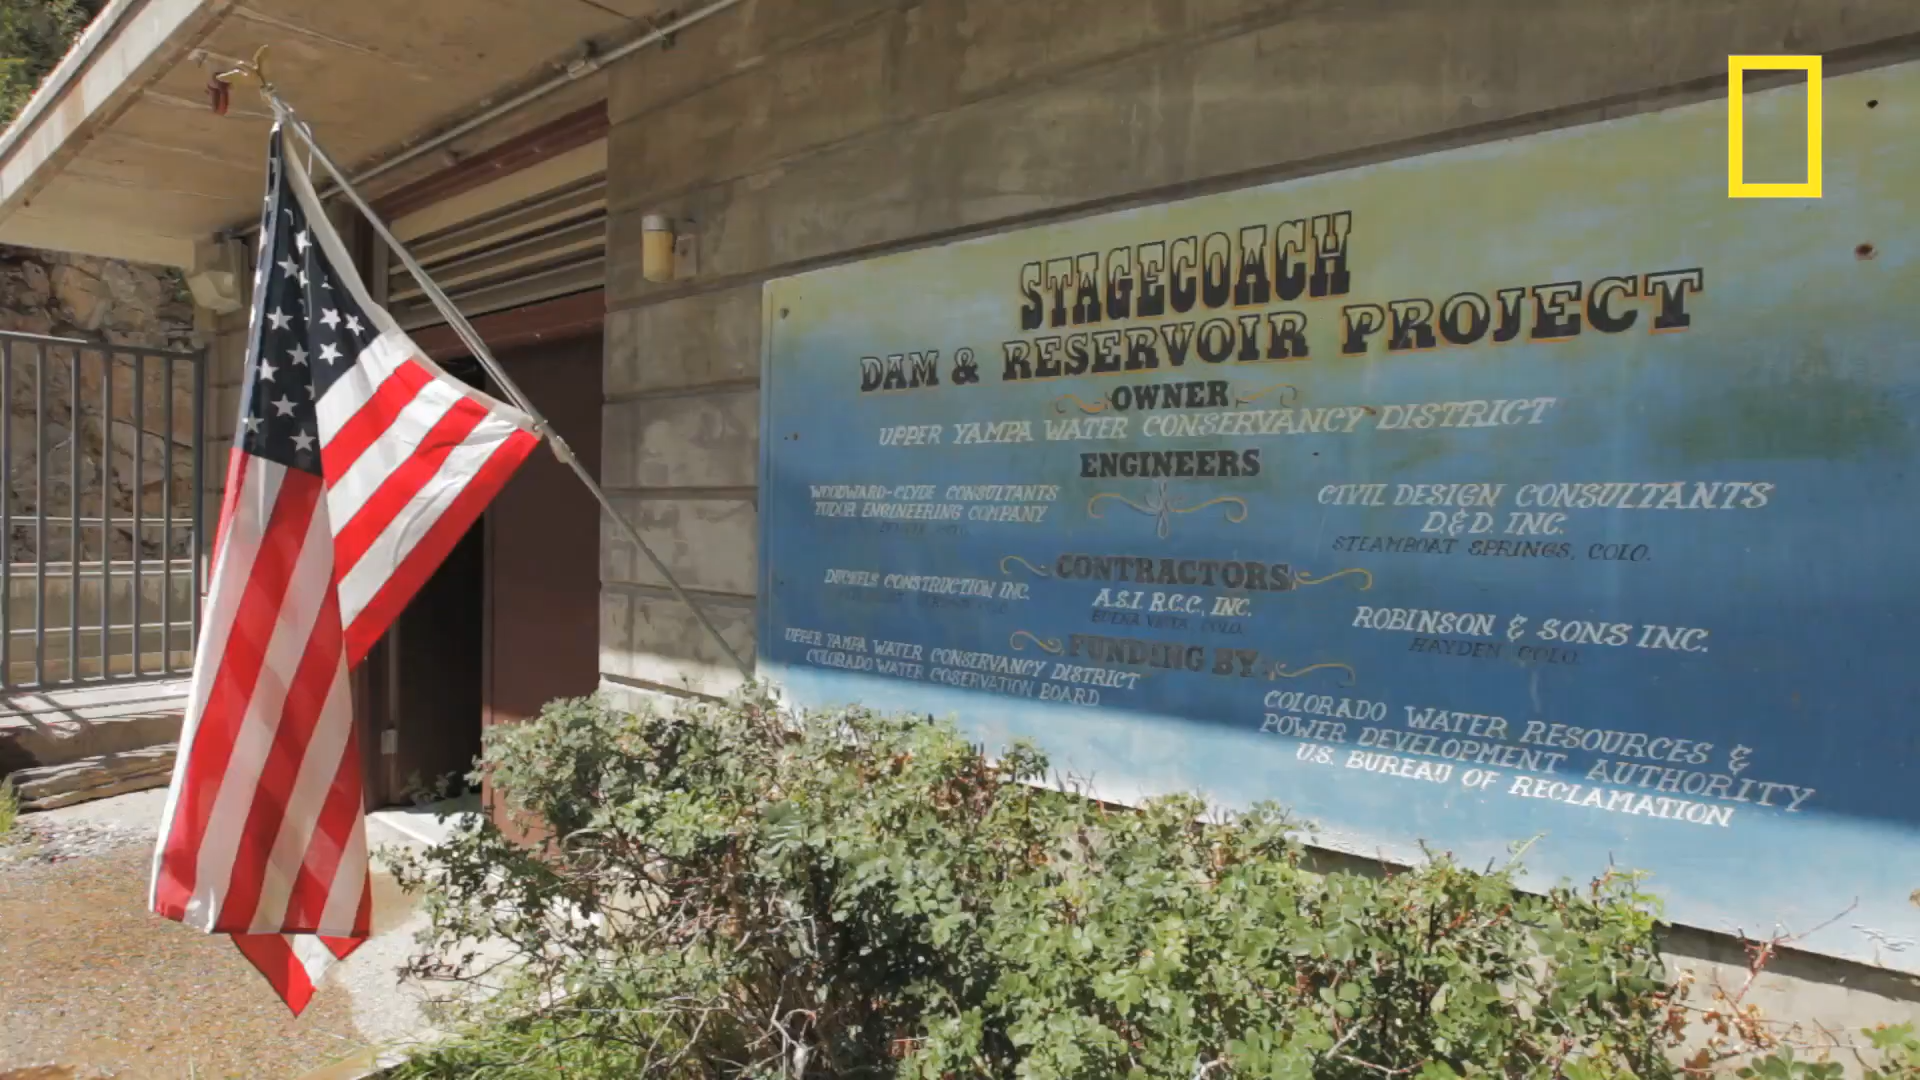 STAGECOACH
DAM & RESERVOIR PROJECT
OWNER
UPPER YAMPA WATER CONSERVANCY DISTRICT
ENGINEERS
WOODWARD-CLYDE CONSULTANTS
TUDOR ENGINEERING COMPANY
CIVIL DESIGN CONSULTANTS
D.&D. INC.
STEAMBOAT SPRINGS, COLO.
CONTRACTORS
DUCKELS CONSTRUCTION INC.
A.S.I. R.C.C., INC.
BUENA VISTA, COLO.
ROBINSON & SONS INC.
HAYDEN COLO.
FUNDING BY
UPPER YAMPA WATER CONSERVANCY DISTRICT
COLORADO WATER COSERVATION BOARD
COLORADO WATER RESOURCES &
POWER DEVELOPMENT AUTHORITY
U.S. BUREAU OF RECLAMATION